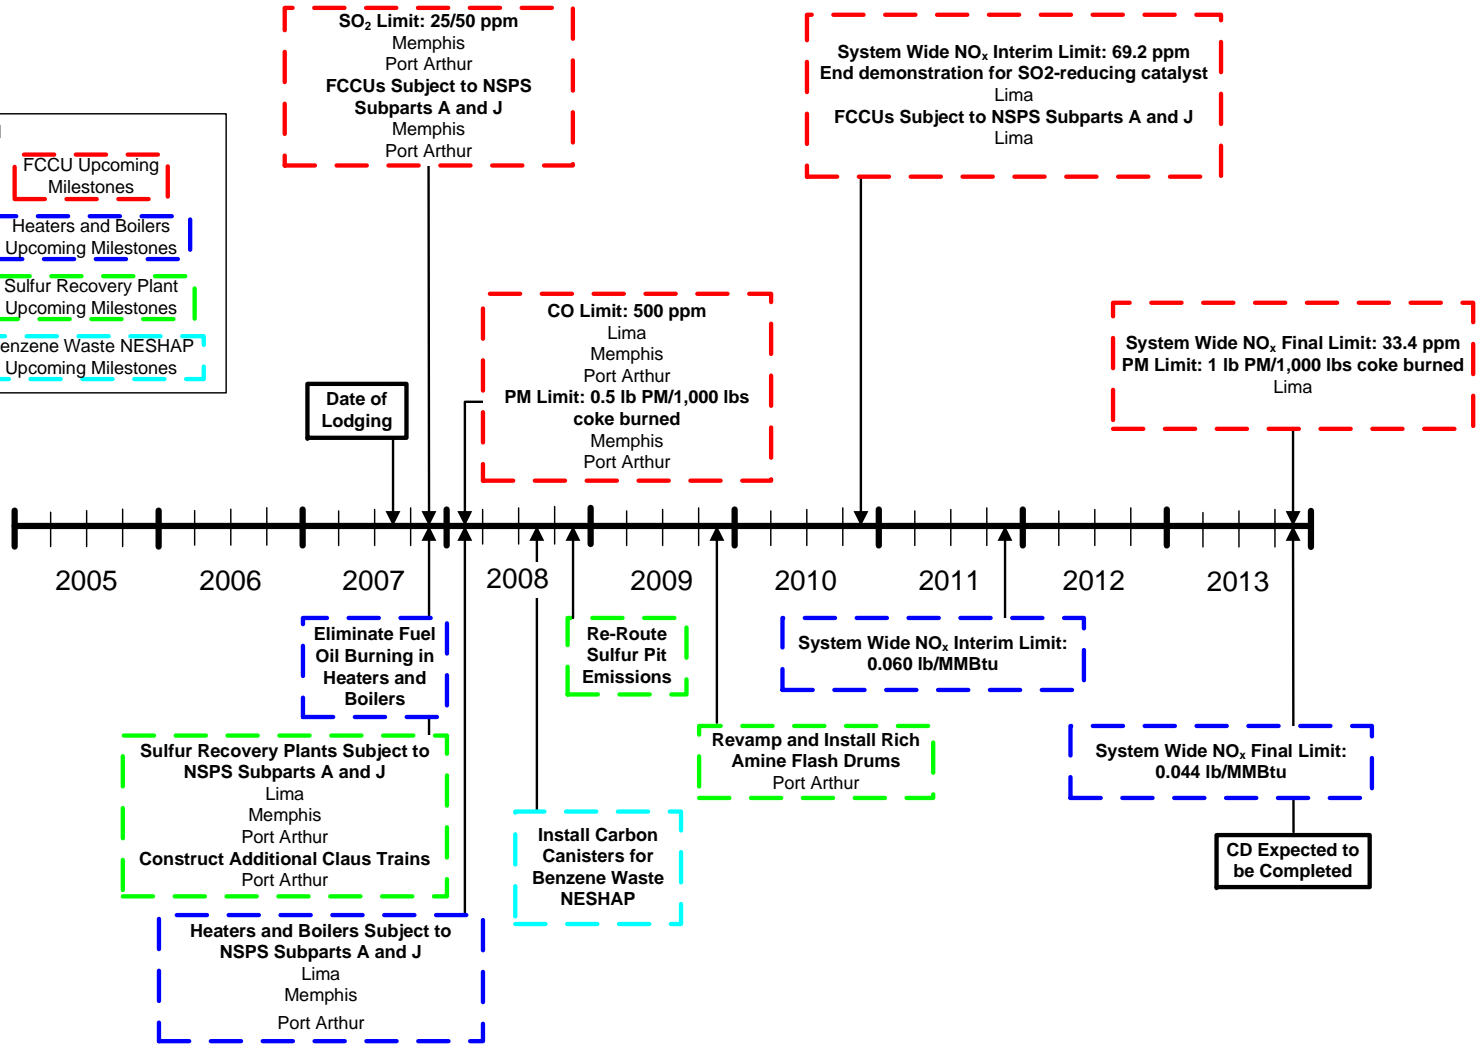 SO₂ Limit: 25/50 ppm
Memphis
Port Arthur
FCCUs Subject to NSPS
Subparts A and J
Memphis
Port Arthur
System Wide NOₓ Interim Limit: 69.2 ppm
End demonstration for SO2-reducing catalyst
Lima
FCCUs Subject to NSPS Subparts A and J
Lima
FCCU Upcoming
Milestones
Heaters and Boilers
Upcoming Milestones
Sulfur Recovery Plant
Upcoming Milestones
enzene Waste NESHAP
Upcoming Milestones
CO Limit: 500 ppm
Lima
Memphis
Port Arthur
PM Limit: 0.5 lb PM/1,000 lbs
coke burned
Memphis
Port Arthur
System Wide NOₓ Final Limit: 33.4 ppm
PM Limit: 1 lb PM/1,000 lbs coke burned
Lima
Date of
Lodging
2005
2006
2007
2008
2009
2010
2011
2012
2013
Eliminate Fuel
Oil Burning in
Heaters and
Boilers
Re-Route
Sulfur Pit
Emissions
System Wide NOₓ Interim Limit:
0.060 lb/MMBtu
Sulfur Recovery Plants Subject to
NSPS Subparts A and J
Lima
Memphis
Port Arthur
Construct Additional Claus Trains
Port Arthur
Revamp and Install Rich
Amine Flash Drums
Port Arthur
System Wide NOₓ Final Limit:
0.044 lb/MMBtu
Install Carbon
Canisters for
Benzene Waste
NESHAP
CD Expected to
be Completed
Heaters and Boilers Subject to
NSPS Subparts A and J
Lima
Memphis
Port Arthur